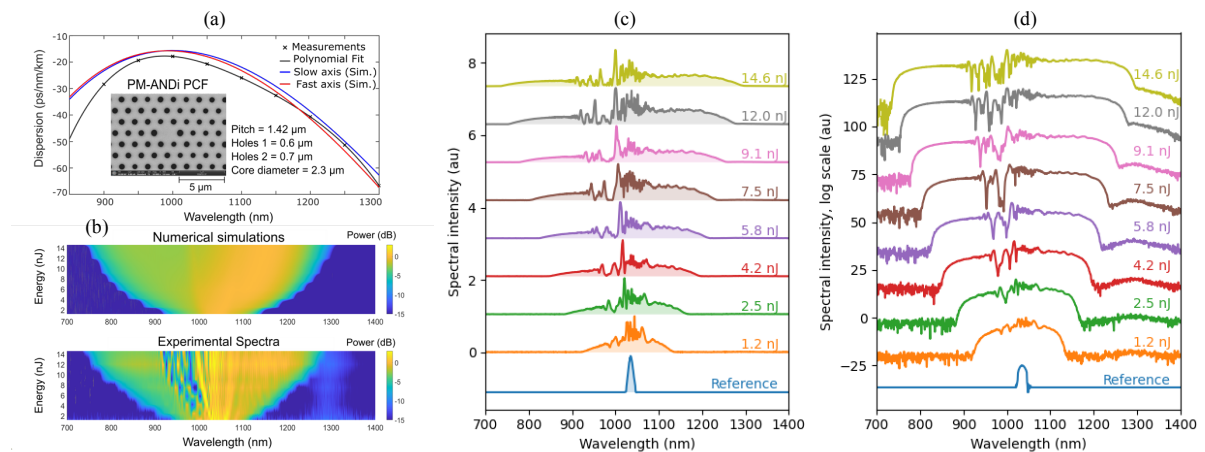 (a)
Dispersion (ps/nm/km)
-10
-20
-30
-40
-50
-60
-70
900
1000
1100
1200
1300
Wavelength (nm)
× Measurements
Polynomial Fit
Slow axis (Sim.)
Fast axis (Sim.)
PM-ANDi PCF
Pitch = 1.42 µm
Holes 1 = 0.6 µm
Holes 2 = 0.7 µm
Core diameter = 2.3 µm
5 µm
(b)
Numerical simulations
Power (dB)
Energy (nJ)
14
12
10
8
6
4
2
700 800 900 1000 1100 1200 1300 1400
0
-5
-10
-15
Experimental Spectra
Power (dB)
Energy (nJ)
14
12
10
8
6
4
2
700 800 900 1000 1100 1200 1300 1400
Wavelength (nm)
0
-5
-10
-15
(c)
Spectral intensity (au)
8
6
4
2
0
14.6 nJ
12.0 nJ
9.1 nJ
7.5 nJ
5.8 nJ
4.2 nJ
2.5 nJ
1.2 nJ
Reference
700 800 900 1000 1100 1200 1300 1400
Wavelength (nm)
(d)
Spectral intensity, log scale (au)
125
100
75
50
25
0
−25
14.6 nJ
12.0 nJ
9.1 nJ
7.5 nJ
5.8 nJ
4.2 nJ
2.5 nJ
1.2 nJ
Reference
700 800 900 1000 1100 1200 1300 1400
Wavelength (nm)